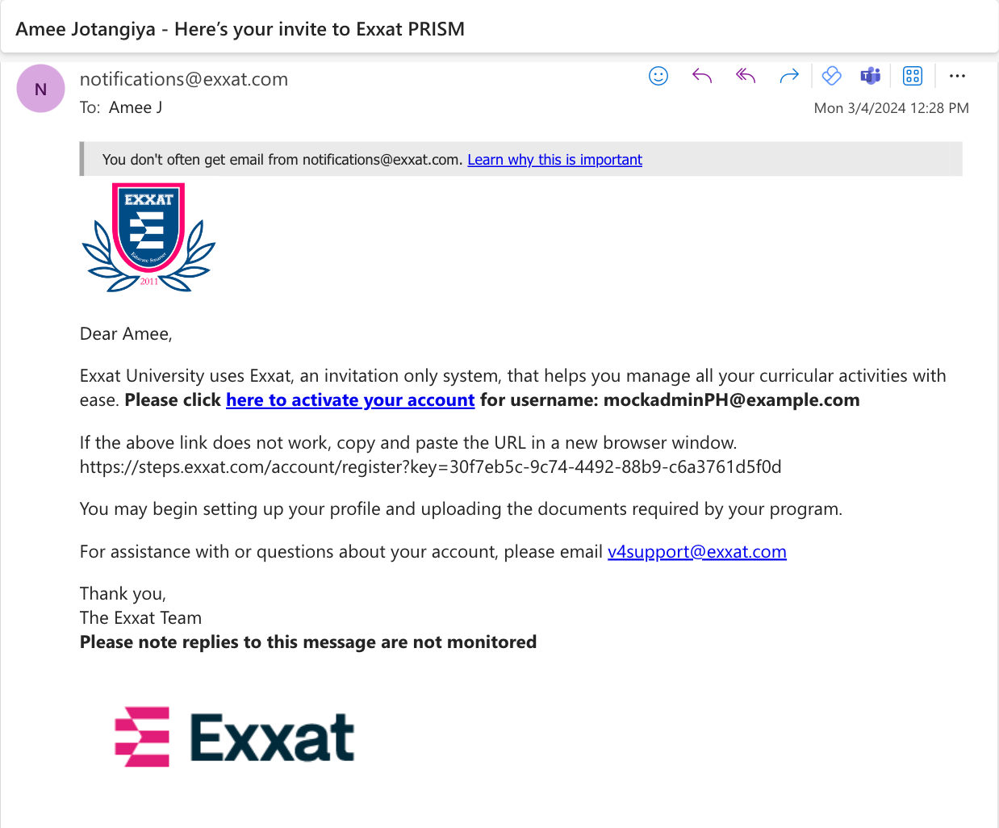 Amee Jotangiya - Here’s your invite to Exxat PRISM
N
notifications@exxat.com
To: Amee J
Mon 3/4/2024 12:28 PM
You don't often get email from notifications@exxat.com. Learn why this is important
EXXAT
Educate Smarter
2011
Dear Amee,
Exxat University uses Exxat, an invitation only system, that helps you manage all your curricular activities with
ease. Please click here to activate your account for username: mockadminPH@example.com
If the above link does not work, copy and paste the URL in a new browser window.
https://steps.exxat.com/account/register?key=30f7eb5c-9c74-4492-88b9-c6a3761d5f0d
You may begin setting up your profile and uploading the documents required by your program.
For assistance with or questions about your account, please email v4support@exxat.com
Thank you,
The Exxat Team
Please note replies to this message are not monitored
Exxat